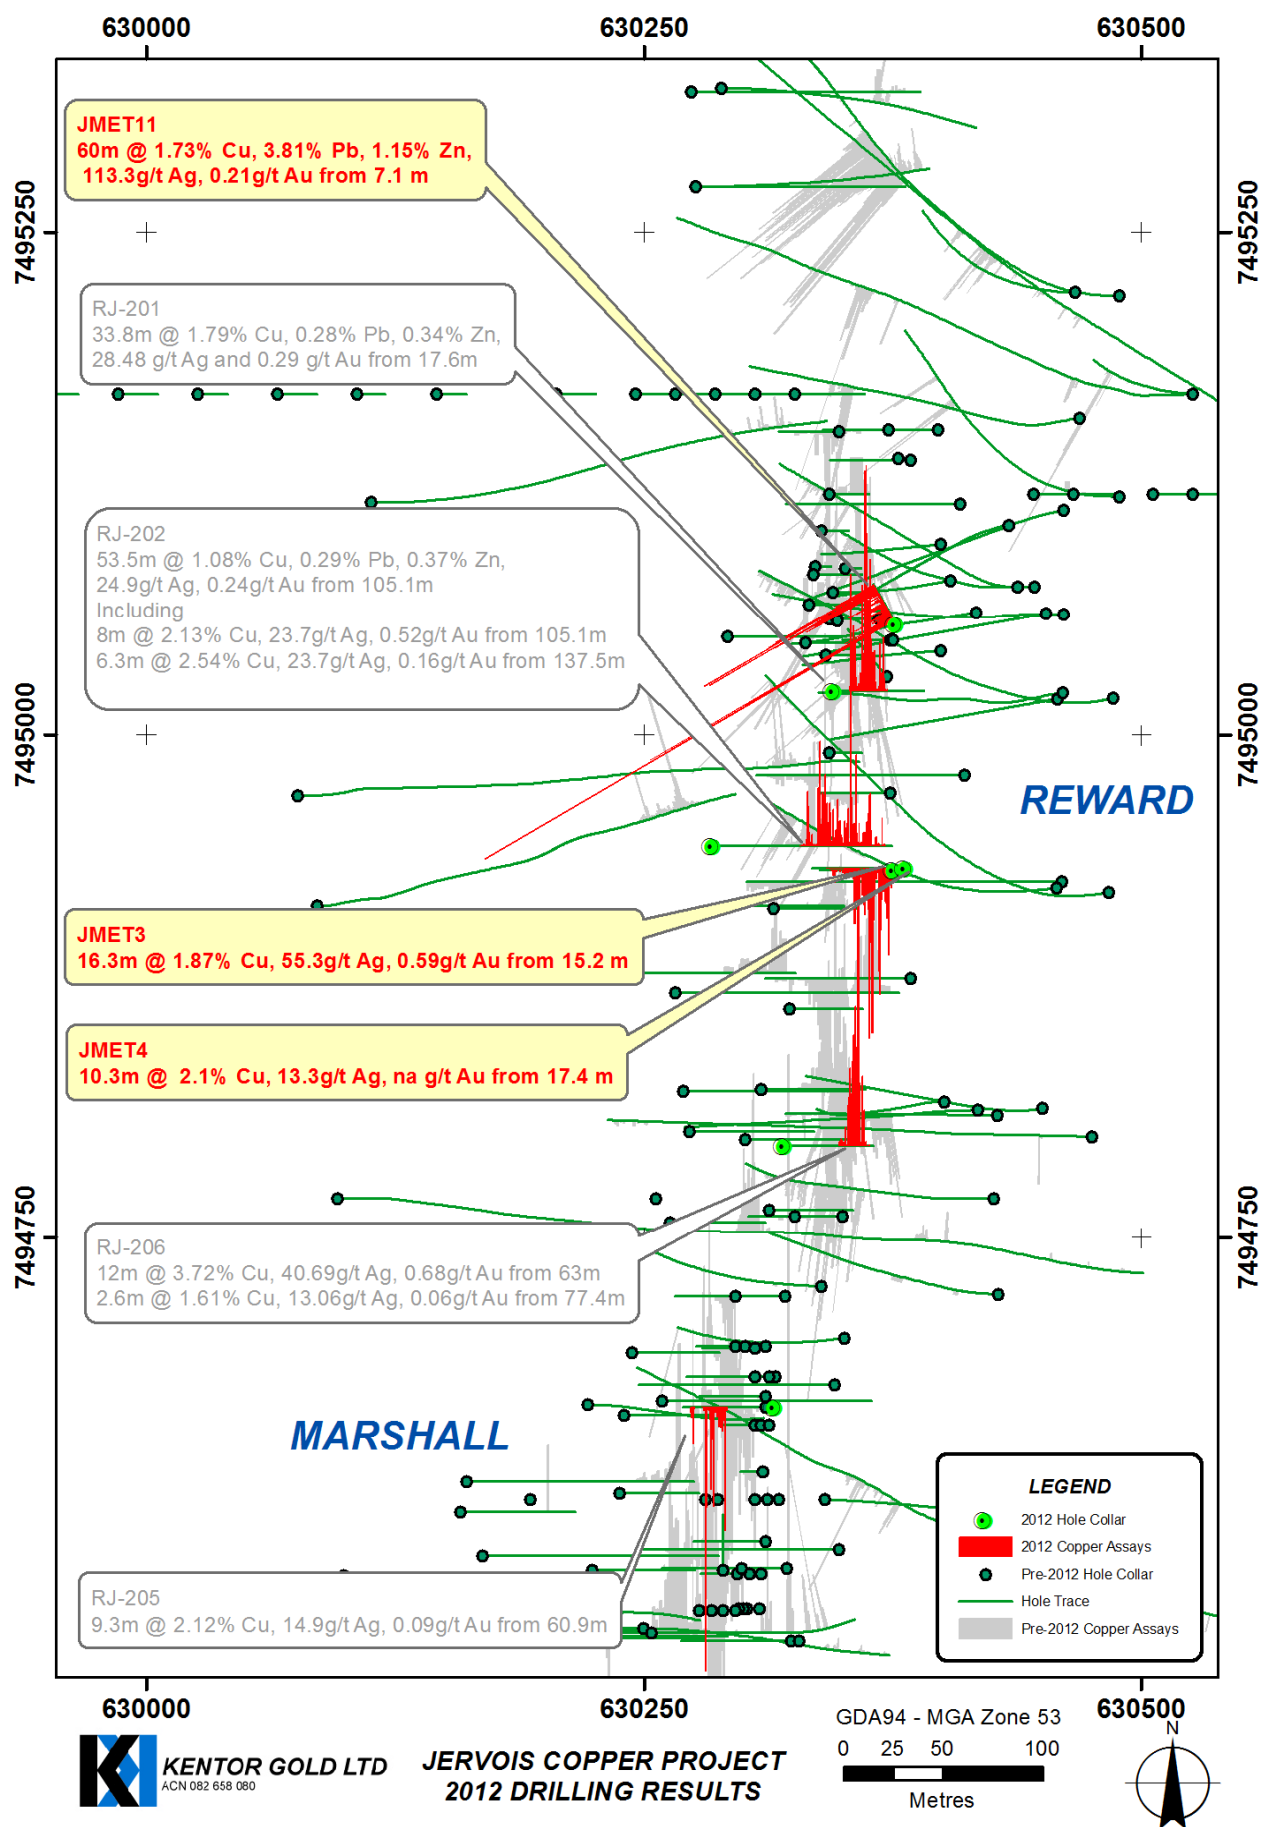 630000
630250
630500
7495250
7495250
JMET11
60m @ 1.73% Cu, 3.81% Pb, 1.15% Zn,
113.3g/t Ag, 0.21g/t Au from 7.1 m
RJ-201
33.8m @ 1.79% Cu, 0.28% Pb, 0.34% Zn,
28.48 g/t Ag and 0.29 g/t Au from 17.6m
RJ-202
53.5m @ 1.08% Cu, 0.29% Pb, 0.37% Zn,
24.9g/t Ag, 0.24g/t Au from 105.1m
Including
8m @ 2.13% Cu, 23.7g/t Ag, 0.52g/t Au from 105.1m
6.3m @ 2.54% Cu, 23.7g/t Ag, 0.16g/t Au from 137.5m
7495000
7495000
REWARD
JMET3
16.3m @ 1.87% Cu, 55.3g/t Ag, 0.59g/t Au from 15.2 m
JMET4
10.3m @ 2.1% Cu, 13.3g/t Ag, na g/t Au from 17.4 m
7494750
7494750
RJ-206
12m @ 3.72% Cu, 40.69g/t Ag, 0.68g/t Au from 63m
2.6m @ 1.61% Cu, 13.06g/t Ag, 0.06g/t Au from 77.4m
MARSHALL
RJ-205
9.3m @ 2.12% Cu, 14.9g/t Ag, 0.09g/t Au from 60.9m
LEGEND
2012 Hole Collar
2012 Copper Assays
Pre-2012 Hole Collar
Hole Trace
Pre-2012 Copper Assays
630000
630250
630500
KENTOR GOLD LTD
ACN 082 658 080
JERVOIS COPPER PROJECT
2012 DRILLING RESULTS
GDA94 - MGA Zone 53
0 25 50 100
Metres
N